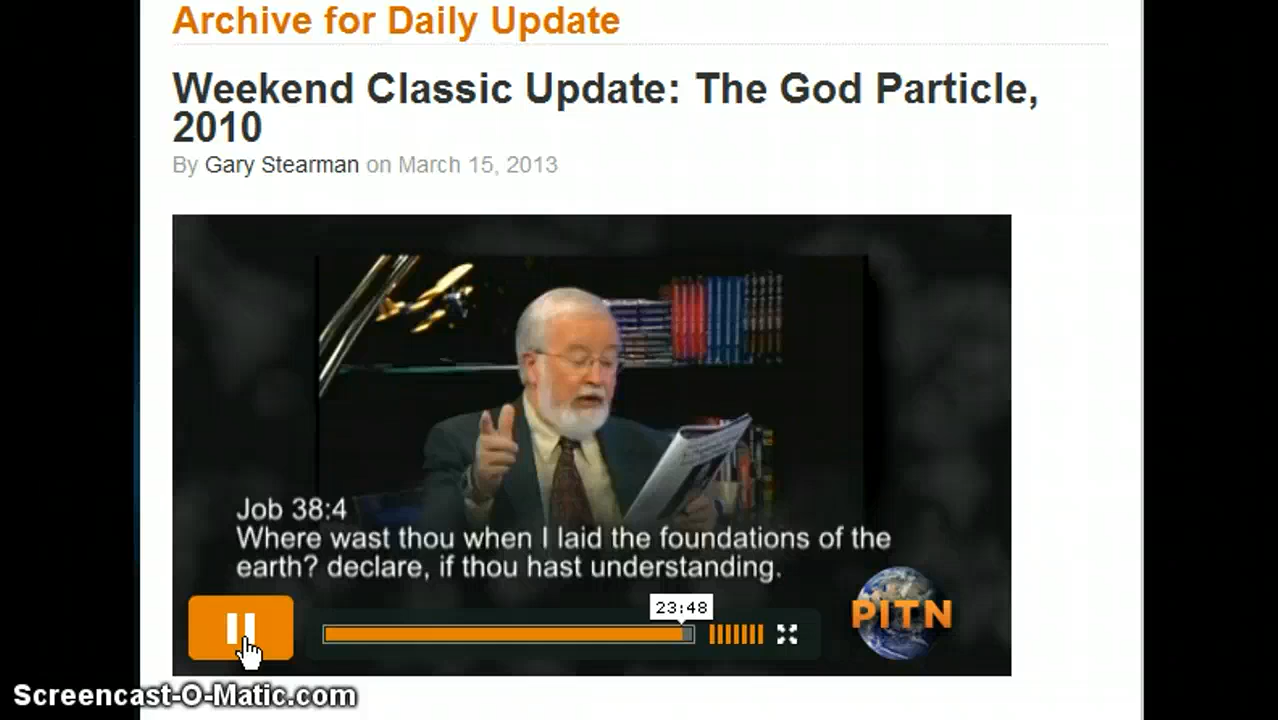 Archive for Daily Update
Weekend Classic Update: The God Particle,
2010
By Gary Stearman on March 15, 2013
Job 38:4
Where wast thou when I laid the foundations of the
earth? declare, if thou hast understanding.
23:48
PITN
Screencast-O-Matic.com